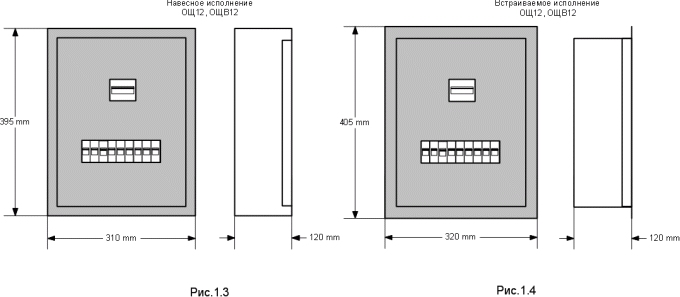 Навесное исполнение
ОЩ12, ОЩВ12
395 mm
310 mm
120 mm
Рис.1.3
Встраиваемое исполнение
ОЩ12, ОЩВ12
405 mm
320 mm
120 mm
Рис.1.4